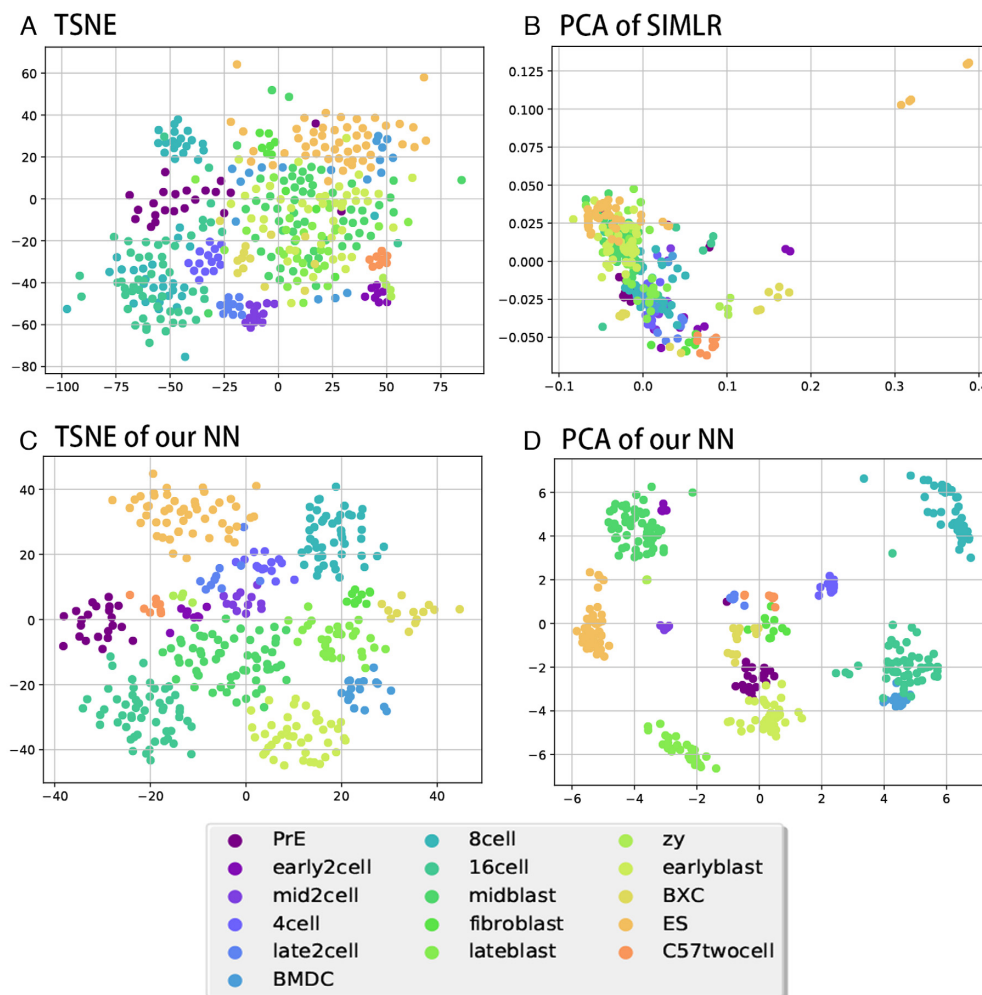 A TSNE
60
40
20
0
−20
−40
−60
−80
−100 −75 −50 −25 0 25 50 75
B PCA of SIMLR
0.125
0.100
0.075
0.050
0.025
0.000
−0.025
−0.050
−0.1 0.0 0.1 0.2 0.3
C TSNE of our NN
40
20
0
−20
−40
−40 −20 0 20 40
D PCA of our NN
6
4
2
0
−2
−4
−6
−6 −4 −2 0 2 4 6
PrE
early2cell
mid2cell
4cell
late2cell
BMDC
8cell
16cell
midblast
fibroblast
lateblast
zy
earlyblast
BXC
ES
C57twocell